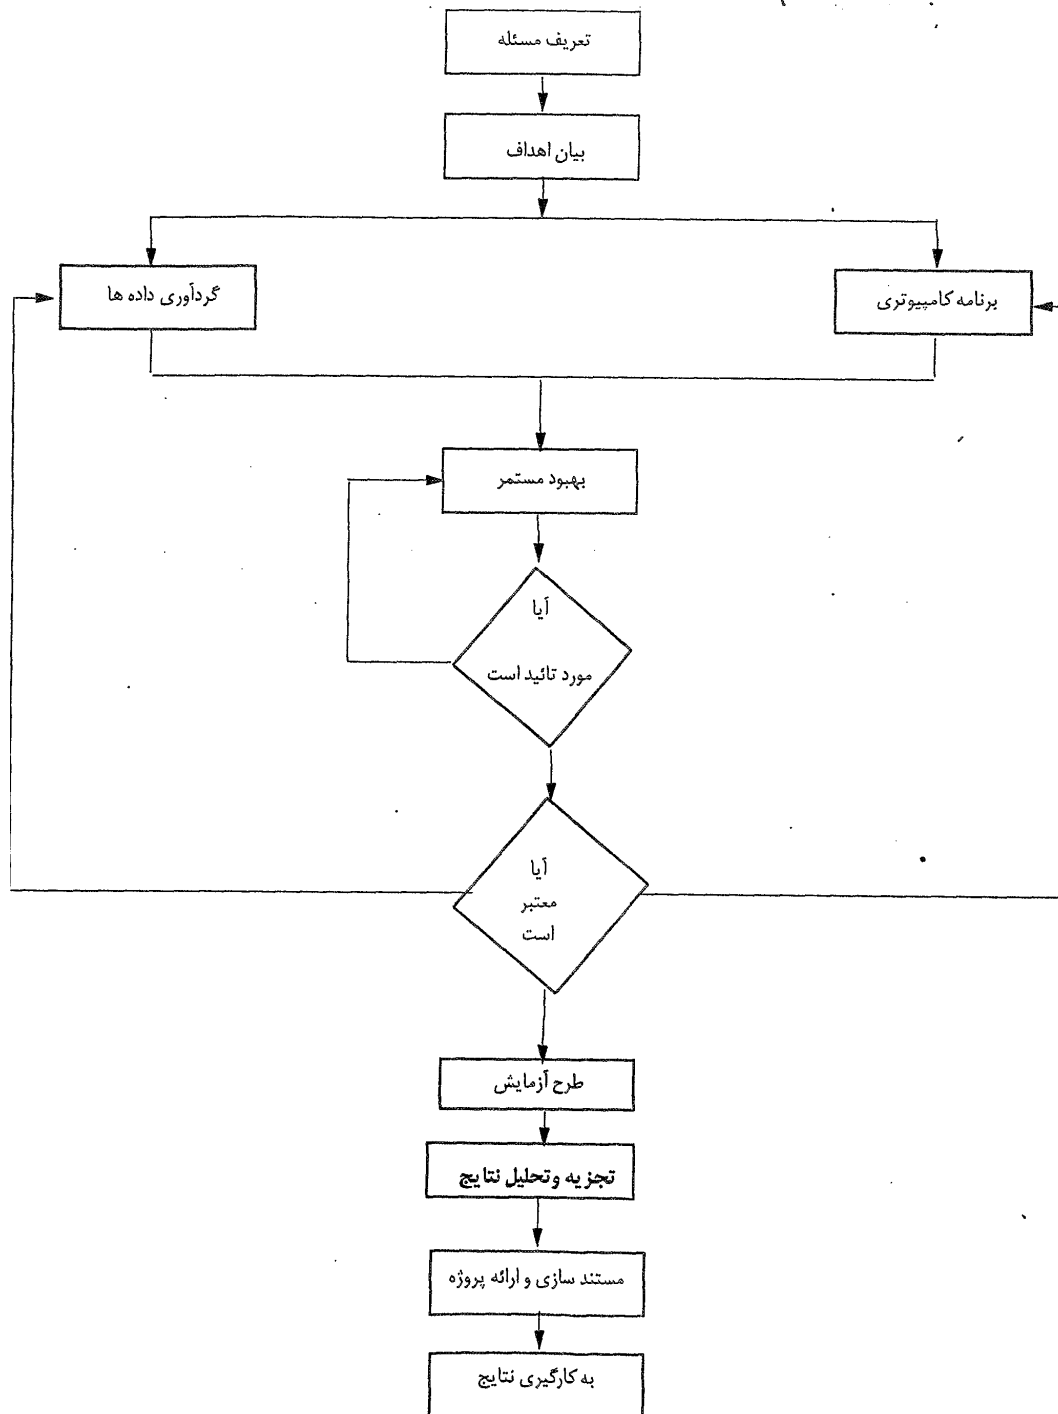 تعریف مسئله
بیان اهداف
برنامه کامپیوتری
گردآوری داده ها
بهبود مستمر
آیا
مورد تائید است
آیا
معتبر
است
طرح آزمایش
تجزیه وتحلیل نتایج
مستند سازی و ارائه پروژه
به کارگیری نتایج